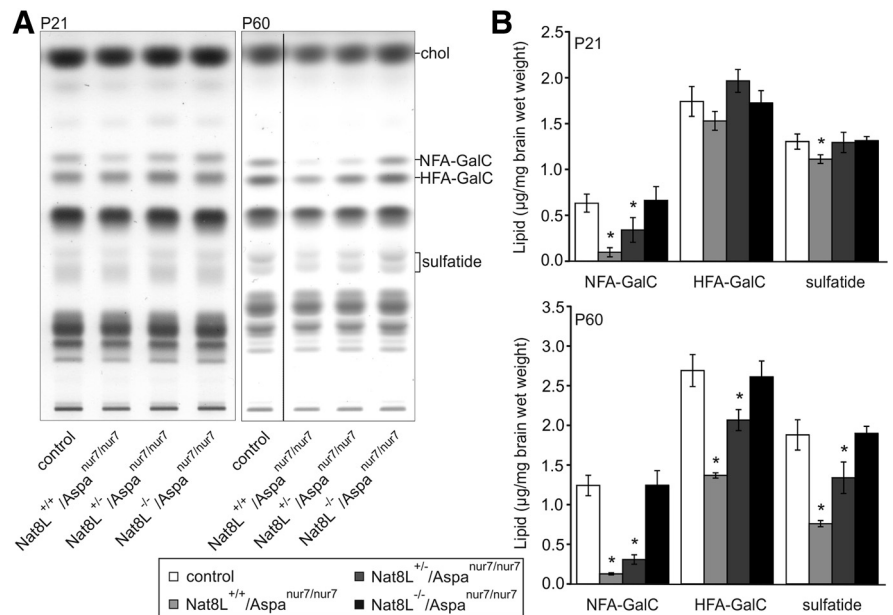 A
P21
P60
chol
NFA-GalC
HFA-GalC
sulfatide
control
Nat8L+/+/Aspanur7/nur7
Nat8L+/-/Aspanur7/nur7
Nat8L-/-/Aspanur7/nur7
control
Nat8L+/+/Aspanur7/nur7
Nat8L+/-/Aspanur7/nur7
Nat8L-/-/Aspanur7/nur7
B
P21
Lipid (µg/mg brain wet weight)
2.5
2.0
1.5
1.0
0.5
0.0
* * *
NFA-GalC HFA-GalC sulfatide
P60
Lipid (µg/mg brain wet weight)
3.5
3.0
2.5
2.0
1.5
1.0
0.5
0.0
* * * * * *
NFA-GalC HFA-GalC sulfatide
control
Nat8L+/+/Aspanur7/nur7
Nat8L+/-/Aspanur7/nur7
Nat8L-/-/Aspanur7/nur7